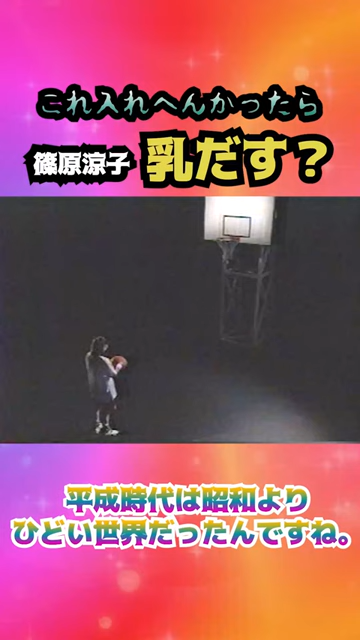 これ入れへんかったら
篠原涼子 乳だす？
平成時代は昭和より
ひどい世界だったんですね。